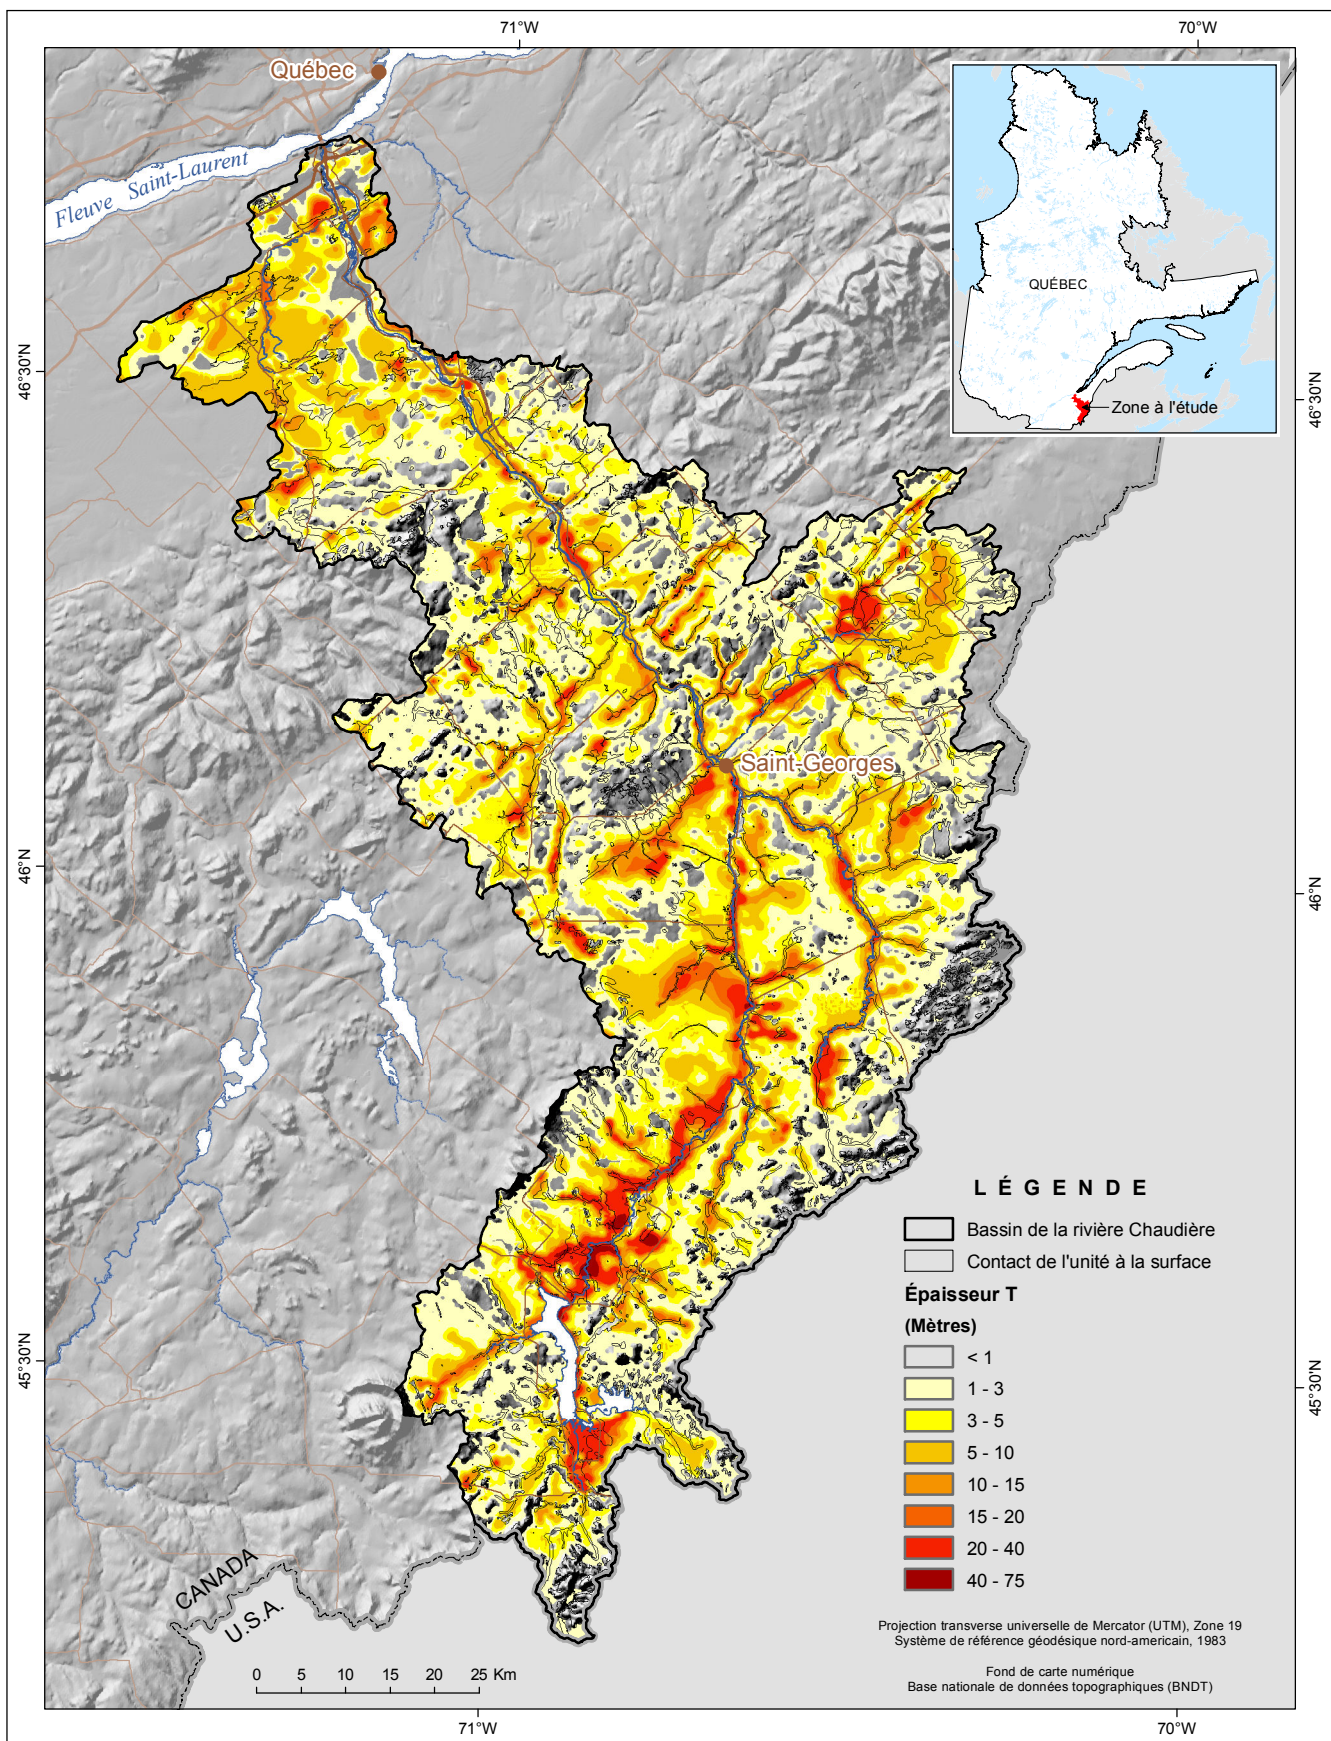 71°W
70°W
Québec
Fleuve Saint-Laurent
QUÉBEC
Zone à l'étude
46°30'N
46°30'N
Saint-Georges
46°N
46°N
LÉGENDE
Bassin de la rivière Chaudière
Contact de l'unité à la surface
Épaisseur T
(Mètres)
< 1
1 - 3
3 - 5
5 - 10
10 - 15
15 - 20
20 - 40
40 - 75
45°30'N
45°30'N
CANADA
U.S.A.
Projection transverse universelle de Mercator (UTM), Zone 19
Système de référence géodésique nord-americain, 1983
Fond de carte numérique
Base nationale de données topographiques (BNDT)
0 5 10 15 20 25 Km
71°W
70°W